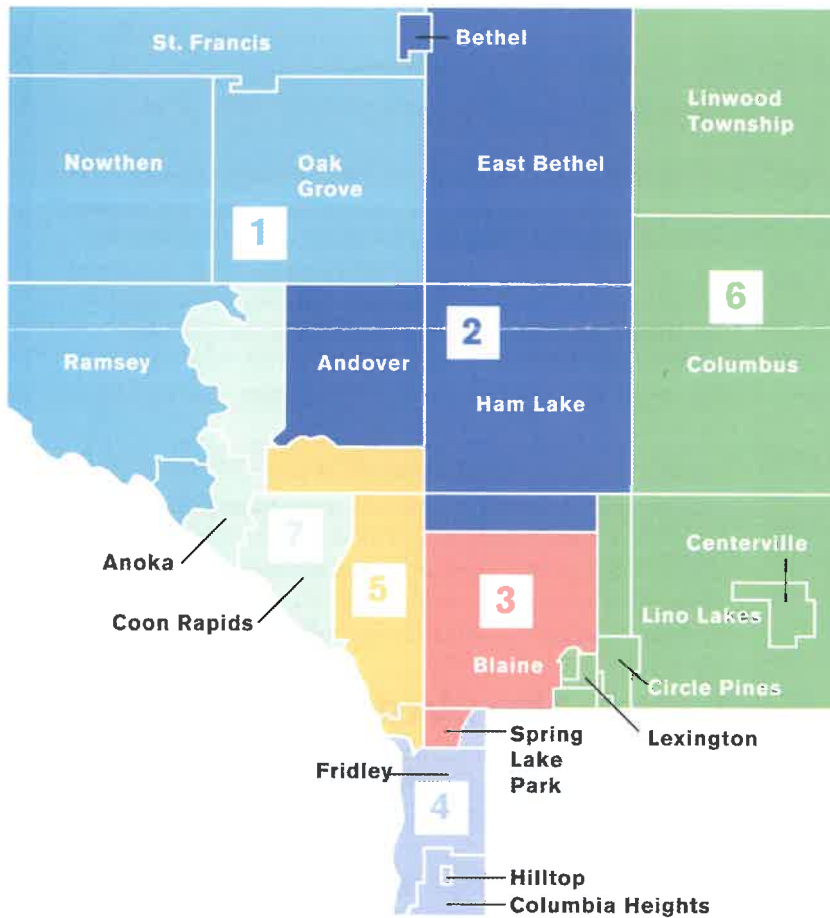 St. Francis
Bethel
Linwood
Township
Nowthen
Oak
Grove
East Bethel
1
6
2
Ramsey
Andover
Columbus
Ham Lake
7
Centerville
Anoka
5
3
Coon Rapids
Lino Lakes
Blaine
Circle Pines
Spring
Lake
Park
Lexington
Fridley
4
Hilltop
Columbia Heights